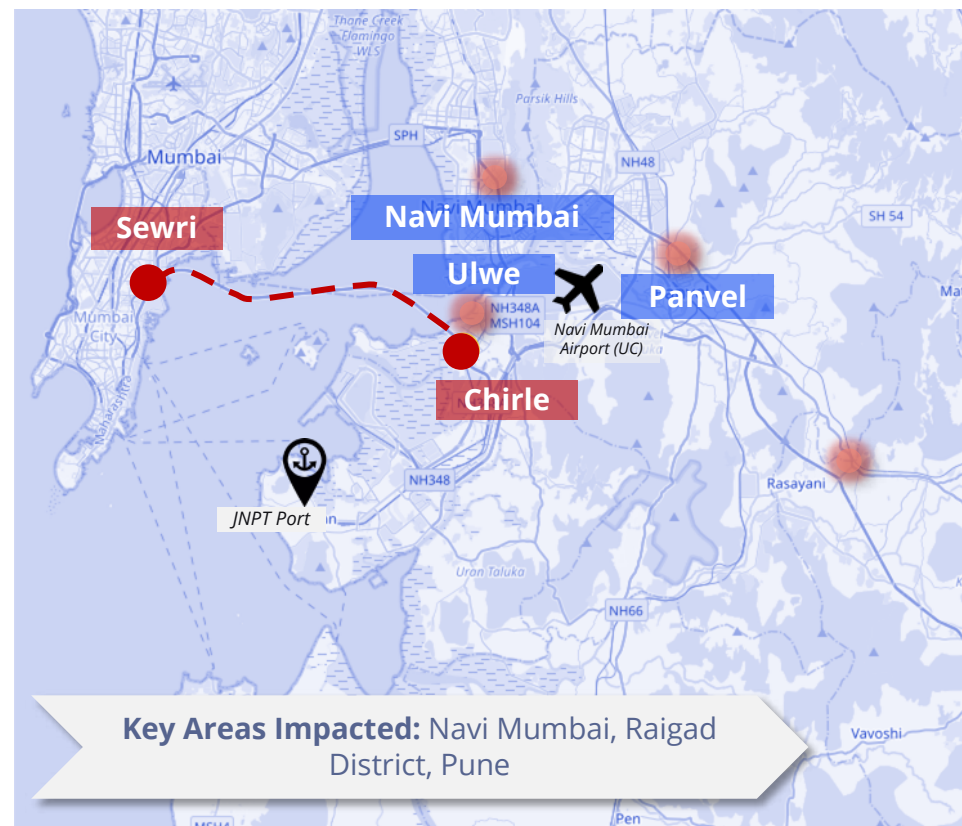 Thane Creek
Flamingo
WLS
Parsik Hills
SPH
Mumbai
NH48
SH 54
Navi Mumbai
Sewri
Ulwe
Panvel
NH348A
MSH104
Navi Mumbai
Airport (UC)
Mumbai
City
Maharashtra
Chirle
Rasayani
NH348
JNPT Port
Uran Taluka
NH66
Key Areas Impacted: Navi Mumbai, Raigad
District, Pune
Vavoshi
Pen
MSH4